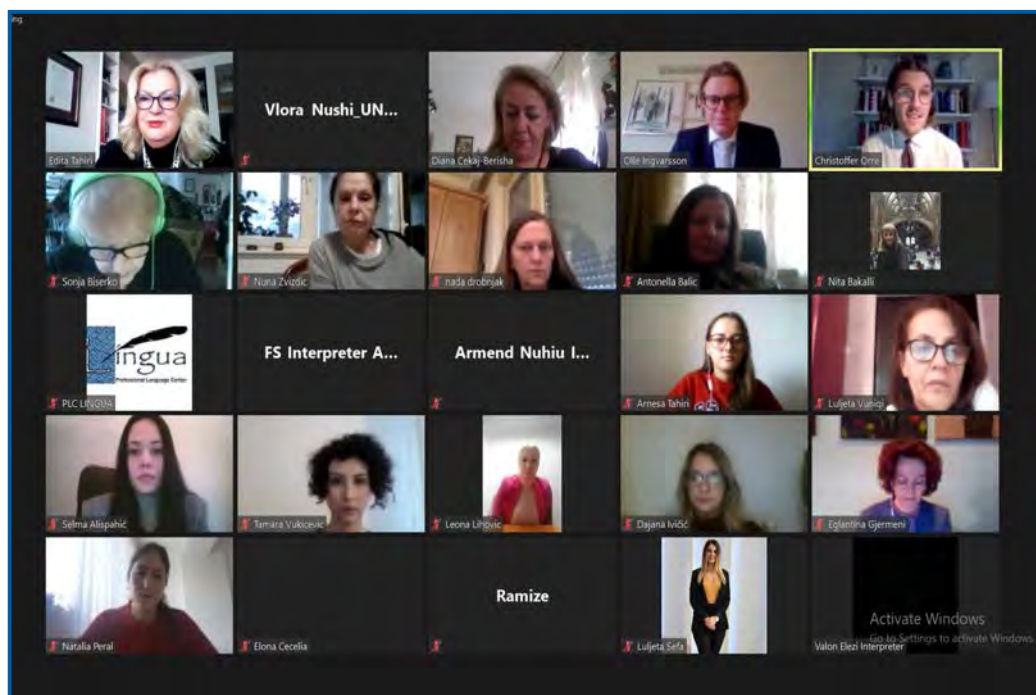 ing
Edita Tahiri
Vlora Nushi_UN...
Diana Cekaj-Berisha
Olle Ingvarsson
Christoffer Orre
Sonja Biserko
Nuna Zvizdic
nada drobnjak
Antonella Balic
Nita Bakalli
Lingua
Professional Language Center
PLC LINGUA
FS Interpreter A...
Armend Nuhiu I...
Arnesa Tahiri
Luljeta Vuniqi
Selma Alispahić
Tamara Vukicevic
Leona Lihovic
Dajana Ivičić
Eglantina Gjermeni
Natalia Peral
Elona Cecelia
Ramize
Luljeta Sefa
Valon Elezi Interpreter
Activate Windows
Go to Settings to activate Windows.